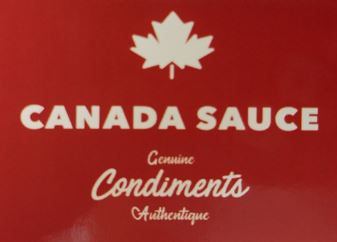 CANADA SAUCE
Genuine
Condiments
Authentique